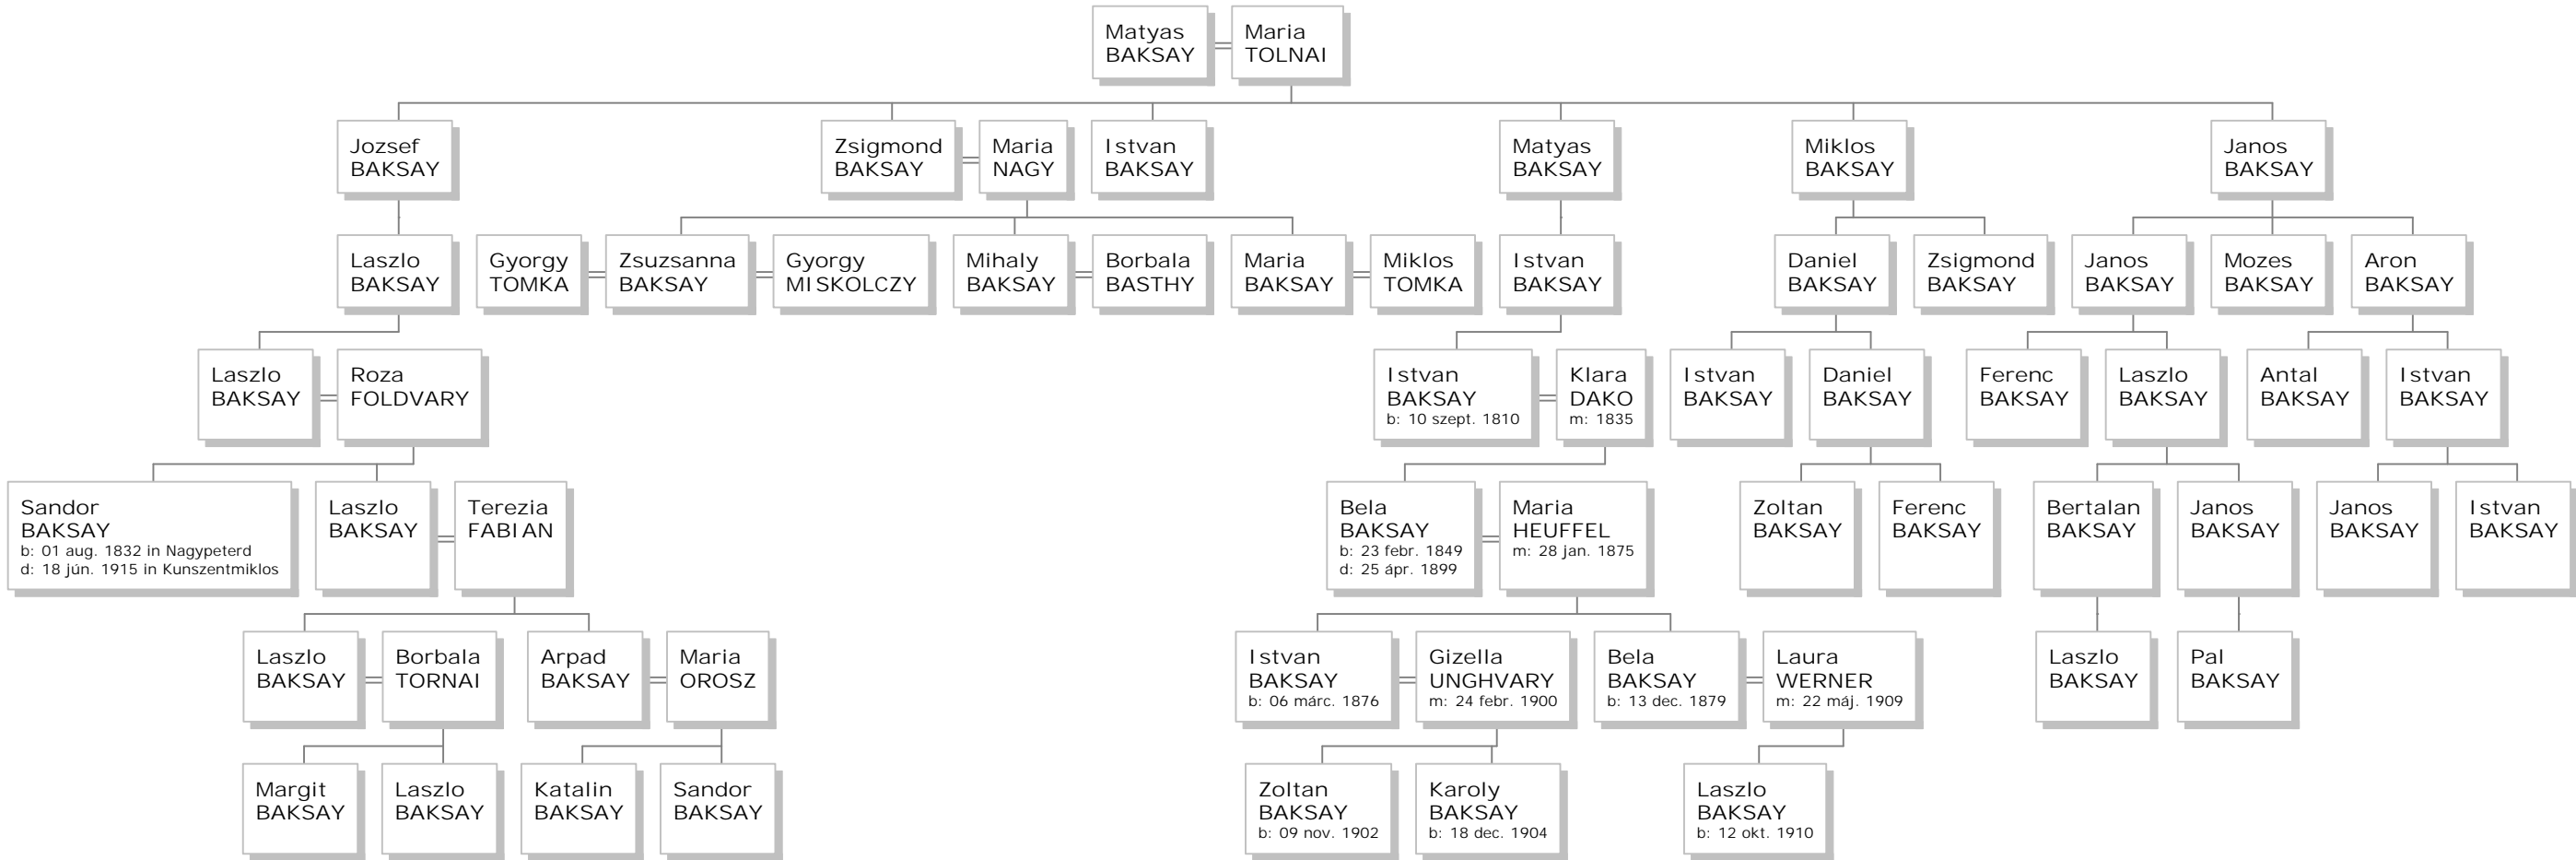 Matyas
BAKSAY
Maria
TOLNAI
Jozsef
BAKSAY
Zsigmond
BAKSAY
Maria
NAGY
Istvan
BAKSAY
Matyas
BAKSAY
Miklos
BAKSAY
Janos
BAKSAY
Laszlo
BAKSAY
Gyorgy
TOMKA
Zsuzsanna
BAKSAY
Gyorgy
MISKOLCZY
Mihaly
BAKSAY
Borbala
BASTHY
Maria
BAKSAY
Miklos
TOMKA
Istvan
BAKSAY
Daniel
BAKSAY
Zsigmond
BAKSAY
Janos
BAKSAY
Mozes
BAKSAY
Aron
BAKSAY
Laszlo
BAKSAY
Roza
FOLDVARY
Istvan
BAKSAY
b: 10 szept. 1810
Klara
DAKO
m: 1835
Istvan
BAKSAY
Daniel
BAKSAY
Ferenc
BAKSAY
Laszlo
BAKSAY
Antal
BAKSAY
Istvan
BAKSAY
Sandor
BAKSAY
b: 01 aug. 1832 in Nagypeterd
d: 18 jún. 1915 in Kunszentmiklos
Laszlo
BAKSAY
Terezia
FABIAN
Bela
BAKSAY
b: 23 febr. 1849
d: 25 ápr. 1899
Maria
HEUFFEL
m: 28 jan. 1875
Zoltan
BAKSAY
Ferenc
BAKSAY
Bertalan
BAKSAY
Janos
BAKSAY
Janos
BAKSAY
Istvan
BAKSAY
Laszlo
BAKSAY
Borbala
TORNAI
Arpad
BAKSAY
Maria
OROSZ
Istvan
BAKSAY
b: 06 márc. 1876
Gizella
UNGHVARY
m: 24 febr. 1900
Bela
BAKSAY
b: 13 dec. 1879
Laura
WERNER
m: 22 máj. 1909
Laszlo
BAKSAY
Pal
BAKSAY
Margit
BAKSAY
Laszlo
BAKSAY
Katalin
BAKSAY
Sandor
BAKSAY
Zoltan
BAKSAY
b: 09 nov. 1902
Karoly
BAKSAY
b: 18 dec. 1904
Laszlo
BAKSAY
b: 12 okt. 1910